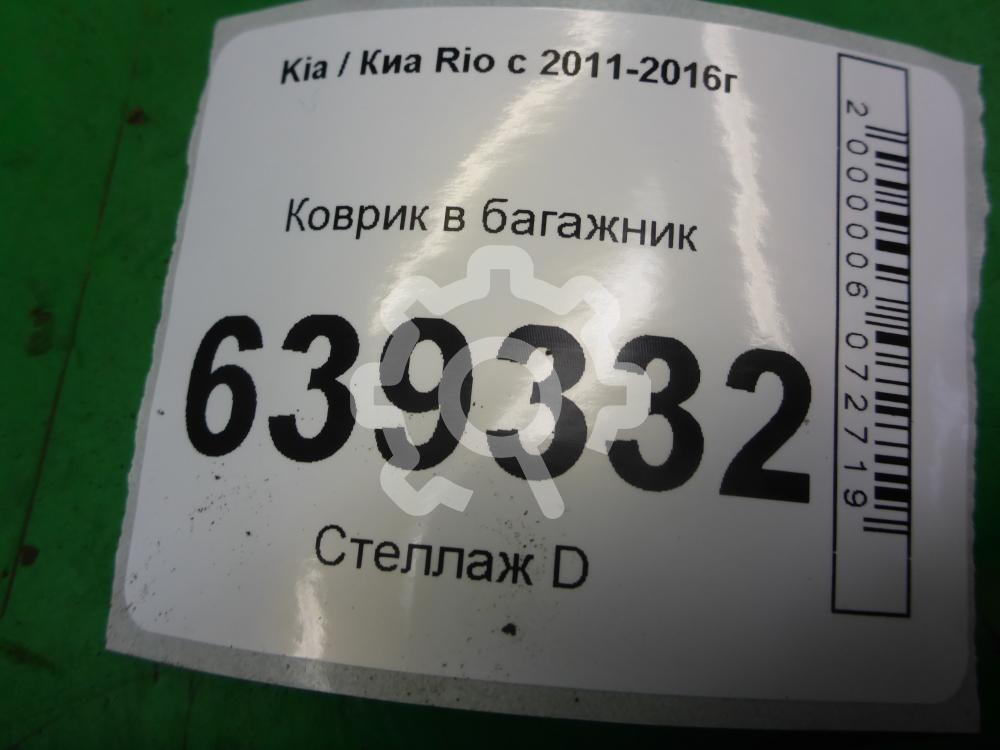 Kia / Киа Rio с 2011-2016г
Коврик в багажник
639332
Стеллаж D
2000006072719